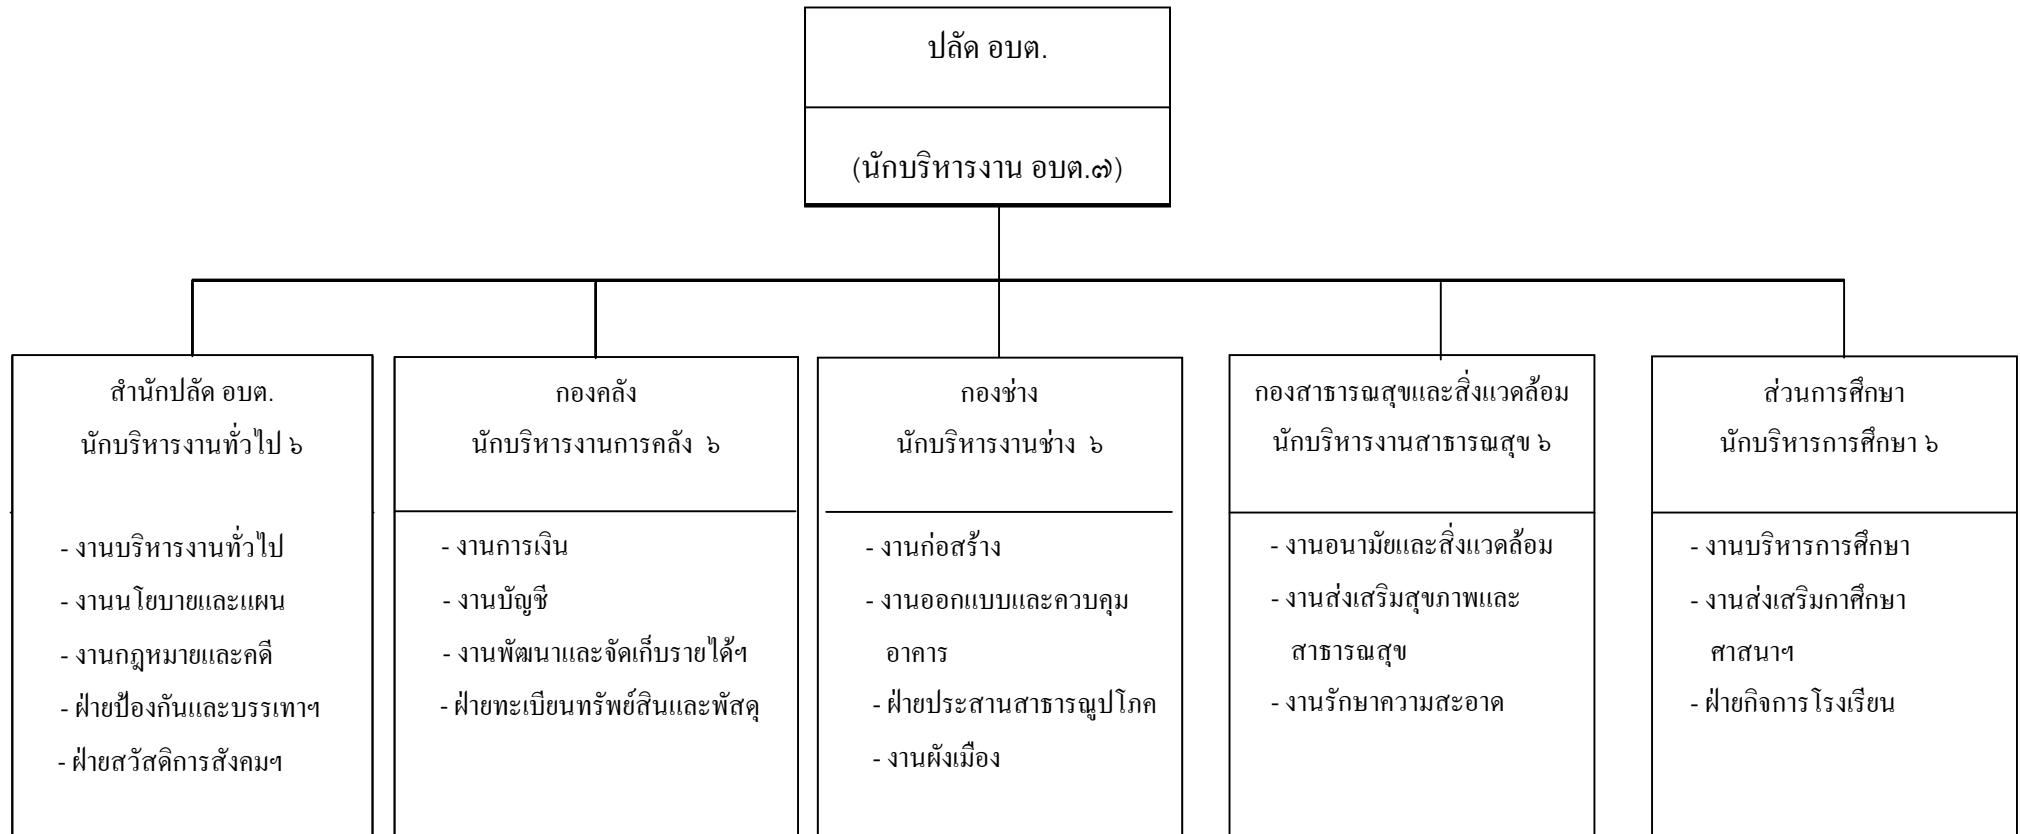 ปลัด อบต.
(นักบริหารงาน อบต.๗)
สำนักปลัด อบต.
นักบริหารงานทั่วไป ๖
- งานบริหารงานทั่วไป
- งานนโยบายและแผน
- งานกฎหมายและคดี
- ฝ่ายป้องกันและบรรเทาฯ
- ฝ่ายสวัสดิการสังคมฯ
กองคลัง
นักบริหารงานการคลัง ๖
- งานการเงิน
- งานบัญชี
- งานพัฒนาและจัดเก็บรายได้ฯ
- ฝ่ายทะเบียนทรัพย์สินและพัสดุ
กองช่าง
นักบริหารงานช่าง ๖
- งานก่อสร้าง
- งานออกแบบและควบคุม
อาคาร
- ฝ่ายประสานสาธารณูปโภค
- งานผังเมือง
กองสาธารณสุขและสิ่งแวดล้อม
นักบริหารงานสาธารณสุข ๖
- งานอนามัยและสิ่งแวดล้อม
- งานส่งเสริมสุขภาพและ
สาธารณสุข
- งานรักษาความสะอาด
ส่วนการศึกษา
นักบริหารการศึกษา ๖
- งานบริหารการศึกษา
- งานส่งเสริมกาศึกษา
ศาสนาฯ
- ฝ่ายกิจการโรงเรียน